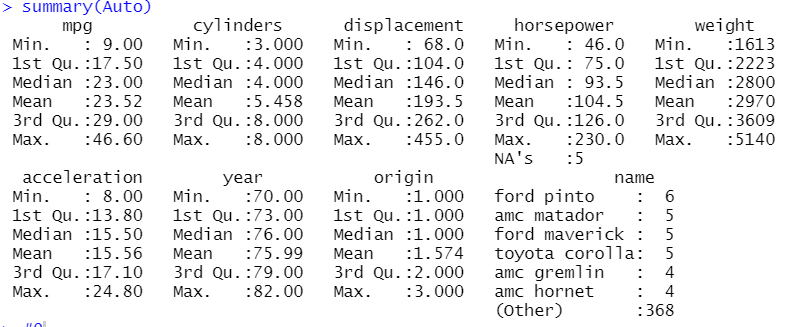 > summary(Auto)
mpg cylinders displacement horsepower weight
Min. : 9.00 Min. :3.000 Min. : 68.0 Min. : 46.0 Min. :1613
1st Qu.:17.50 1st Qu.:4.000 1st Qu.:104.0 1st Qu.: 75.0 1st Qu.:2223
Median :23.00 Median :4.000 Median :146.0 Median : 93.5 Median :2800
Mean :23.52 Mean :5.458 Mean :193.5 Mean :104.5 Mean :2970
3rd Qu.:29.00 3rd Qu.:8.000 3rd Qu.:262.0 3rd Qu.:126.0 3rd Qu.:3609
Max. :46.60 Max. :8.000 Max. :455.0 Max. :230.0 Max. :5140
NA's :5
acceleration year origin name
Min. : 8.00 Min. :70.00 Min. :1.000 ford pinto : 6
1st Qu.:13.80 1st Qu.:73.00 1st Qu.:1.000 amc matador : 5
Median :15.50 Median :76.00 Median :1.000 ford maverick : 5
Mean :15.56 Mean :75.99 Mean :1.574 toyota corolla: 5
3rd Qu.:17.10 3rd Qu.:79.00 3rd Qu.:2.000 amc gremlin : 4
Max. :24.80 Max. :82.00 Max. :3.000 amc hornet : 4
(Other) :368